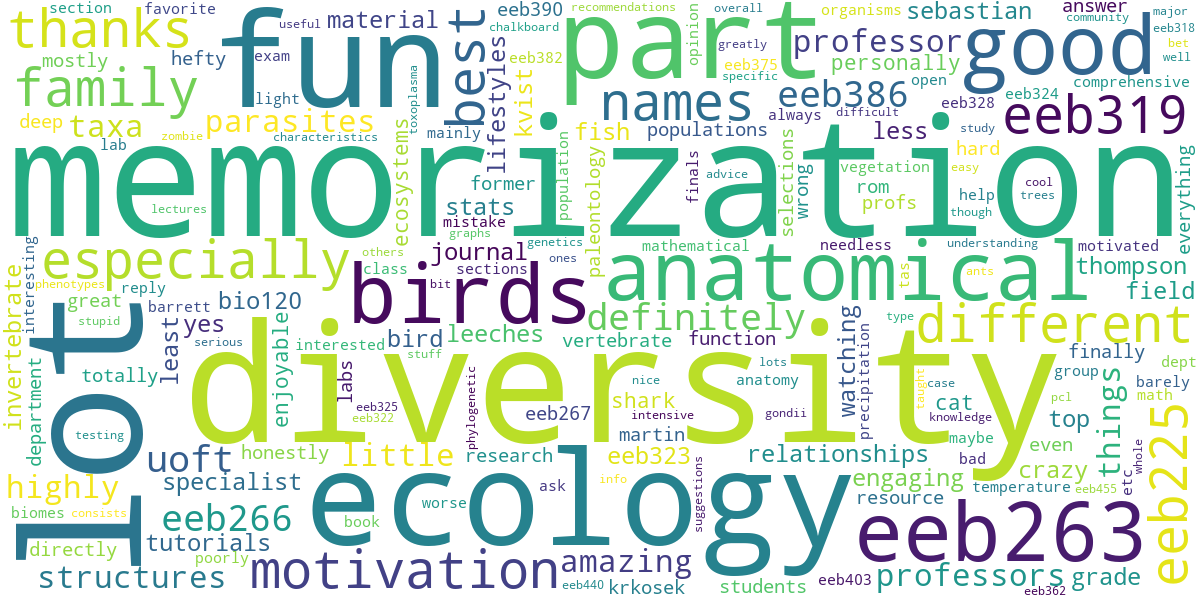 thanks
section
favorite
fun
useful
material
best
eeb390
chalkboard
part
recommendations
opinion
overall
organisms
sebastian
answer
community
major
eeb318
mostly
hefty
exam
eeb382
greatly
professor
good
bet
well
family
light
toxoplasma
lifestyles
kvist
names
eeb375
specific
personally
eeb386
open
comprehensive
eeb328
eeb324
eeb319
deep
taxa
zombie
parasites
characteristics
mainly
fish
populations
always
difficult
less
study
hard
easy
lab
memorization
ecosystems
former
population
paleontology
finals
advice
selections
wrong
vegetation
rom
profs
help
though
cool
trees
everything
lectures
stats
mistake
graphs
journal
genetics
mathematical
needless
understanding
motivated
interesting
especially
others
class
sections
bit
ones
anatomical
tas
ants
thompson
invertebrate
phenotypes
reply
great
barrett
bio120
birds
field
stupid
least
yes
serious
enjoyable
interested
bird
leeches
definitely
vertebrate
function
watching
precipitation
type
different
finally
dept
lot
department
totally
labs
stuff
diversity
phylogenetic
shark
nice
lots
anatomy
taught
case
group
barely
pcl
math
testing
eeb325
eeb322
eeb267
intensive
gondii
knowledge
cat
top
things
uoft
honestly
little
research
martin
eeb323
relationships
maybe
even
bad
whole
etc
eeb225
highly
specialist
ecology
worse
ask
info
suggestions
engaging
resource
temperature
crazy
eeb455
biomes
consists
eeb266
book
eeb263
directly
tutorials
poorly
structures
motivation
amazing
eeb440
krkosek
students
eeb403
professors
eeb362
grade